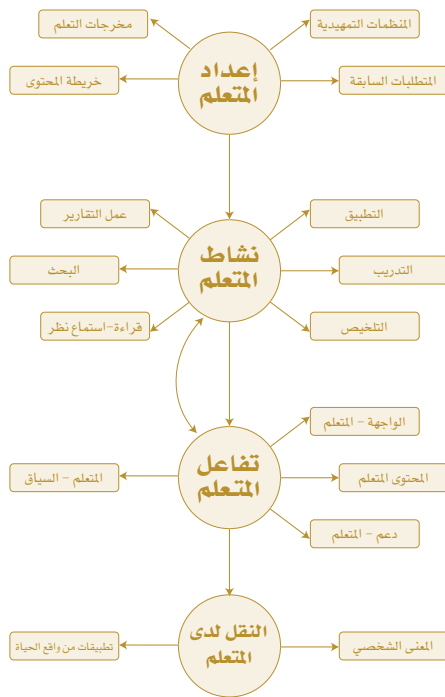 المنظمات التمهيدية
مخرجات التعلم
إعداد
المتعلم
المتطلبات السابقة
خريطة المحتوى
التطبيق
عمل التقارير
نشاط
المتعلم
التدريب
البحث
التلخيص
قراءة-استماع نظر
الواجهة - المتعلم
تفاعل
المتعلم
المحتوى المتعلم
المتعلم - السياق
دعم - المتعلم
النقل لدى
المتعلم
المعنى الشخصي
تطبيقات من واقع الحياة